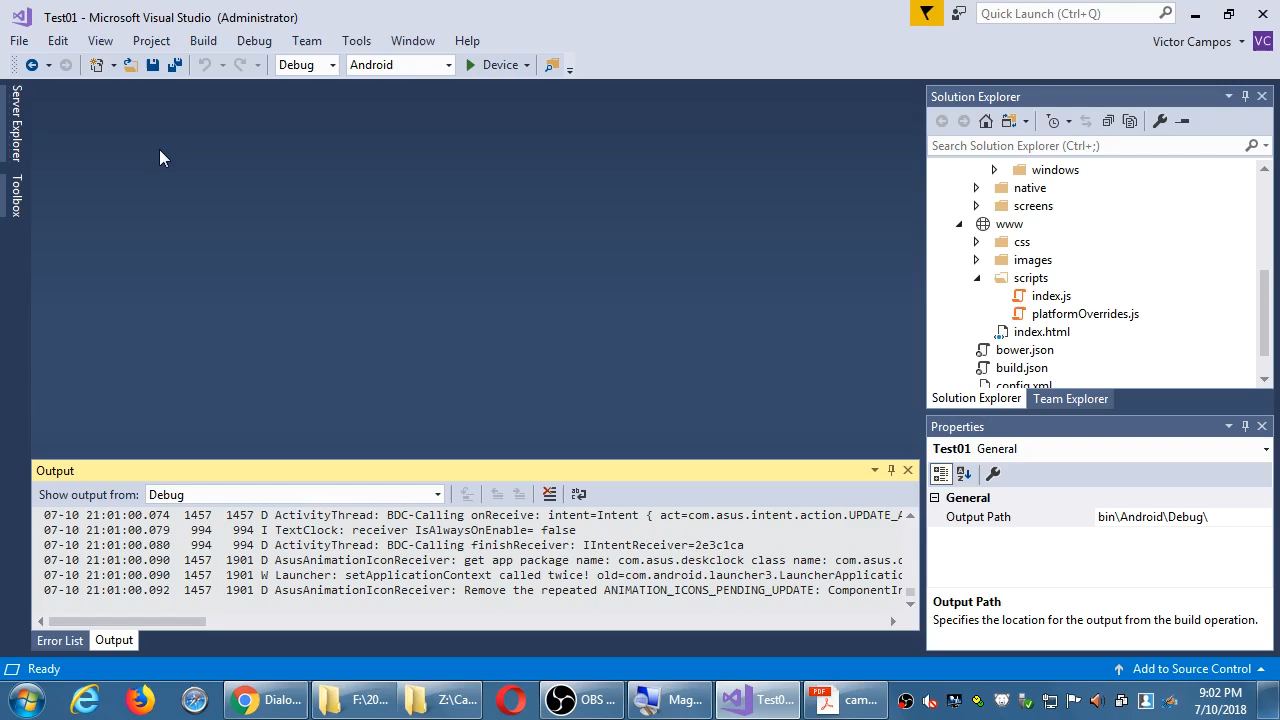 Test01 - Microsoft Visual Studio (Administrator)
Quick Launch (Ctrl+Q)
File Edit View Project Build Debug Team Tools Window Help
Victor Campos VC
Debug Android Device
Server Explorer
Toolbox
Solution Explorer
Search Solution Explorer (Ctrl+;)
windows
native
screens
www
css
images
scripts
index.js
platformOverrides.js
index.html
bower.json
build.json
config.xml
Solution Explorer Team Explorer
Properties
Test01 General
General
Output Path bin\Android\Debug\
Output Path
Specifies the location for the output from the build operation.
Output
Show output from: Debug
07-10 21:01:00.074 1457 1457 D ActivityThread: BDC-Calling onReceive: intent=Intent { act=com.asus.intent.action.UPDATE_A
07-10 21:01:00.079 994 994 I TextClock: receiver IsAlwaysOnEnable= false
07-10 21:01:00.080 994 994 D ActivityThread: BDC-Calling finishReceiver: IIntentReceiver=2e3c1ca
07-10 21:01:00.090 1457 1901 D AsusAnimationIconReceiver: get app package name: com.asus.deskclock class name: com.asus.d
07-10 21:01:00.090 1457 1901 W Launcher: setApplicationContext called twice! old=com.android.launcher3.LauncherApplicatio
07-10 21:01:00.092 1457 1901 D AsusAnimationIconReceiver: Remove the repeated ANIMATION_ICONS_PENDING_UPDATE: ComponentIn
Error List Output
Ready
Add to Source Control
Dialo... F:\20... Z:\Ca... OBS ... Mag... Test0... PDF cam...
9:02 PM
7/10/2018